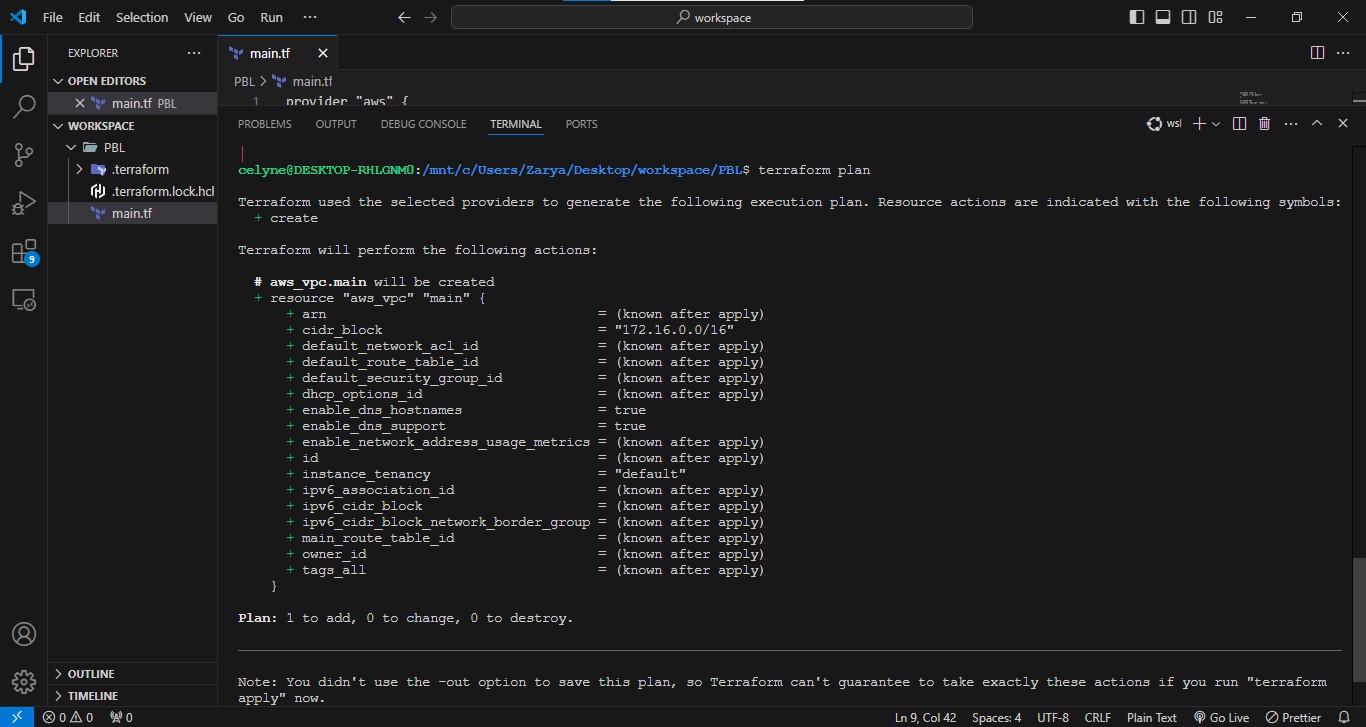 File Edit Selection View Go Run ··· workspace
EXPLORER ···
OPEN EDITORS
main.tf PBL
WORKSPACE
PBL
.terraform
.terraform.lock.hcl
main.tf
OUTLINE
TIMELINE
9
main.tf
PBL > main.tf
1 provider "aws" {
PROBLEMS OUTPUT DEBUG CONSOLE TERMINAL PORTS wsl
celyne@DESKTOP-RHLGNM0:/mnt/c/Users/Zarya/Desktop/workspace/PBL$ terraform plan
Terraform used the selected providers to generate the following execution plan. Resource actions are indicated with the following symbols:
+ create
Terraform will perform the following actions:
# aws_vpc.main will be created
+ resource "aws_vpc" "main" {
+ arn = (known after apply)
+ cidr_block = "172.16.0.0/16"
+ default_network_acl_id = (known after apply)
+ default_route_table_id = (known after apply)
+ default_security_group_id = (known after apply)
+ dhcp_options_id = (known after apply)
+ enable_dns_hostnames = true
+ enable_dns_support = true
+ enable_network_address_usage_metrics = (known after apply)
+ id = (known after apply)
+ instance_tenancy = "default"
+ ipv6_association_id = (known after apply)
+ ipv6_cidr_block = (known after apply)
+ ipv6_cidr_block_network_border_group = (known after apply)
+ main_route_table_id = (known after apply)
+ owner_id = (known after apply)
+ tags_all = (known after apply)
}
Plan: 1 to add, 0 to change, 0 to destroy.
Note: You didn't use the -out option to save this plan, so Terraform can't guarantee to take exactly these actions if you run "terraform
apply" now.
0 0 0 Ln 9, Col 42 Spaces: 4 UTF-8 CRLF Plain Text Go Live Prettier